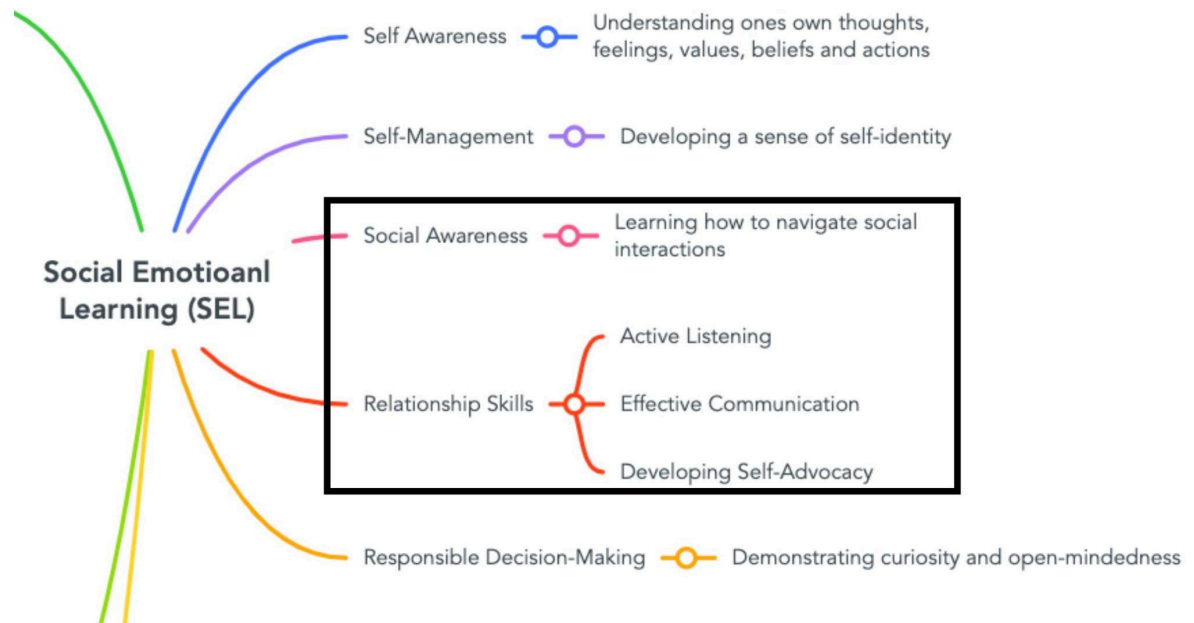 Self Awareness
Understanding ones own thoughts,
feelings, values, beliefs and actions
Self-Management
Developing a sense of self-identity
Social Awareness
Learning how to navigate social
interactions
Social Emotioanl
Learning (SEL)
Relationship Skills
Active Listening
Effective Communication
Developing Self-Advocacy
Responsible Decision-Making
Demonstrating curiosity and open-mindedness